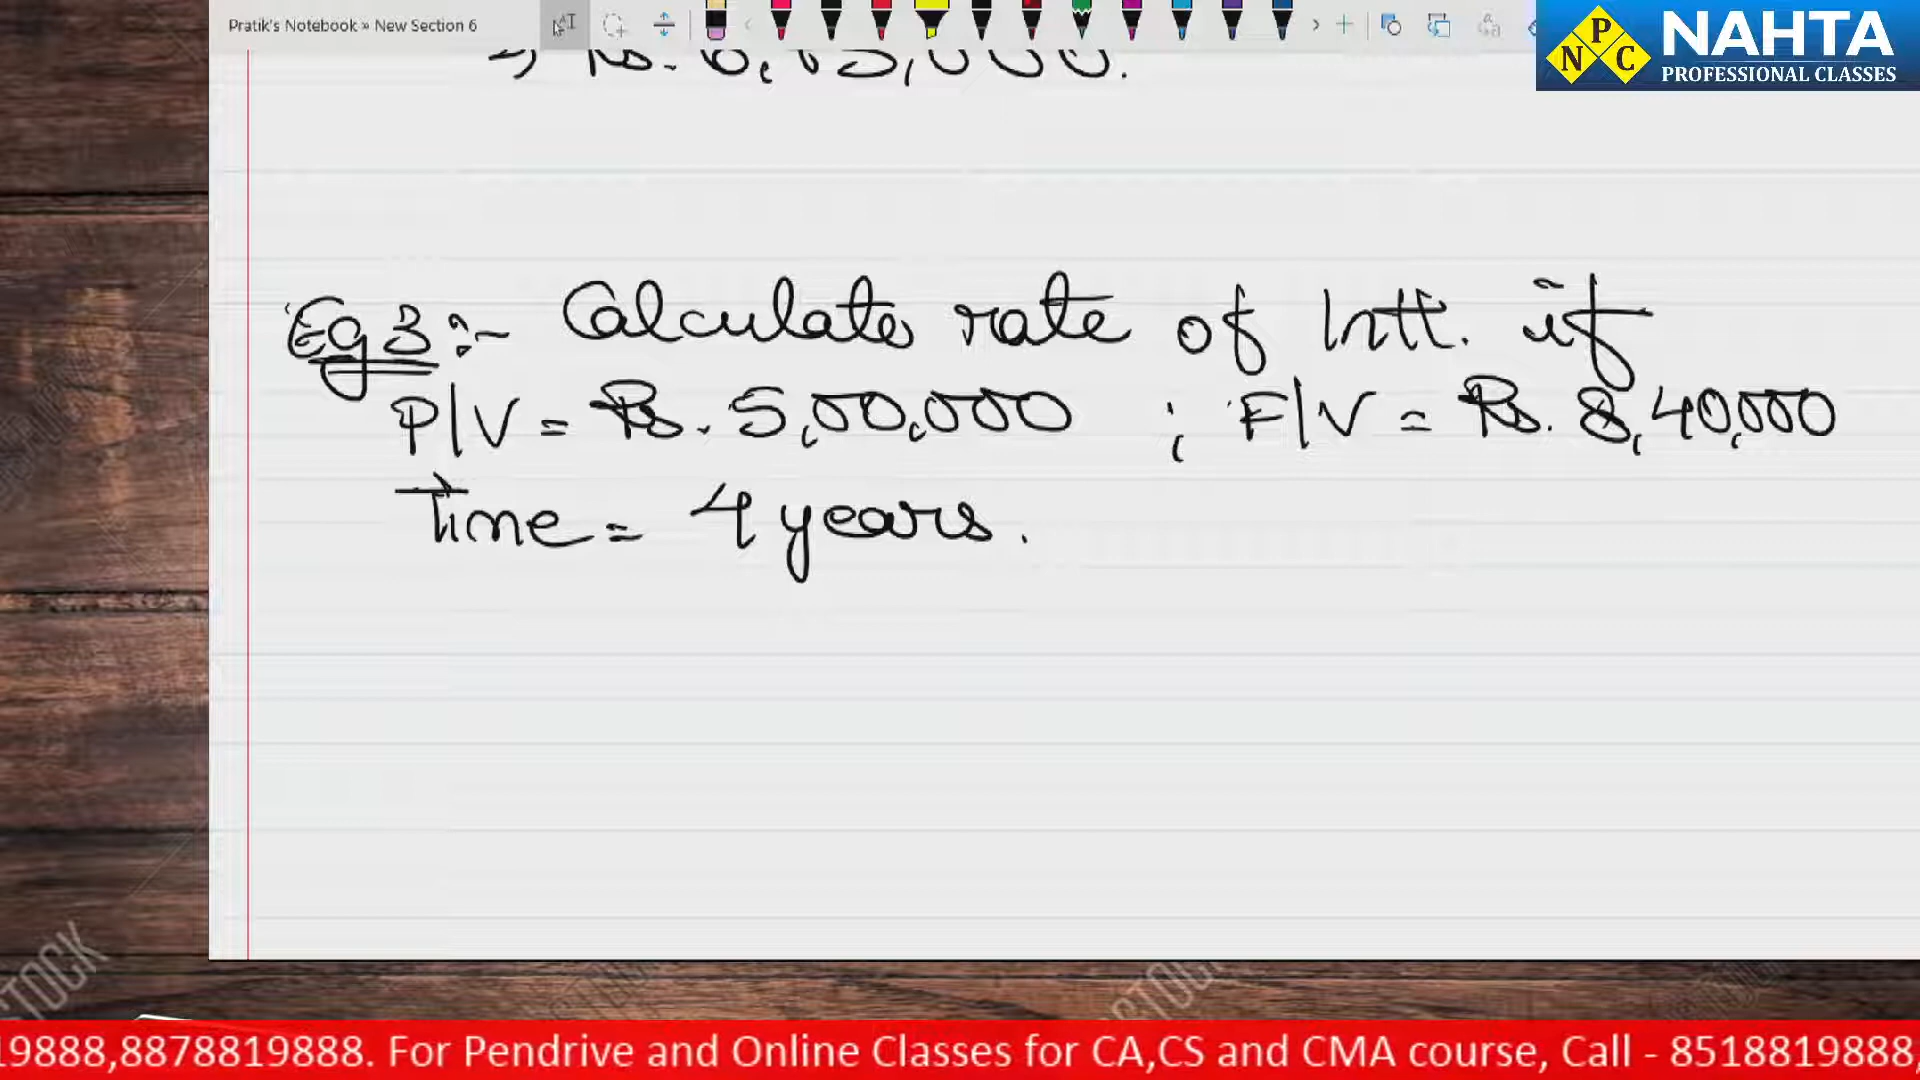 Pratik's Notebook » New Section 6
NPC
NAHTA
PROFESSIONAL CLASSES
Eg 3:- Calculate rate of Intt. if
P/V = Rs. 5,00,000 ; F/V = Rs. 8,40,000
Time = 4 years.
19888,8878819888. For Pendrive and Online Classes for CA,CS and CMA course, Call - 8518819888,